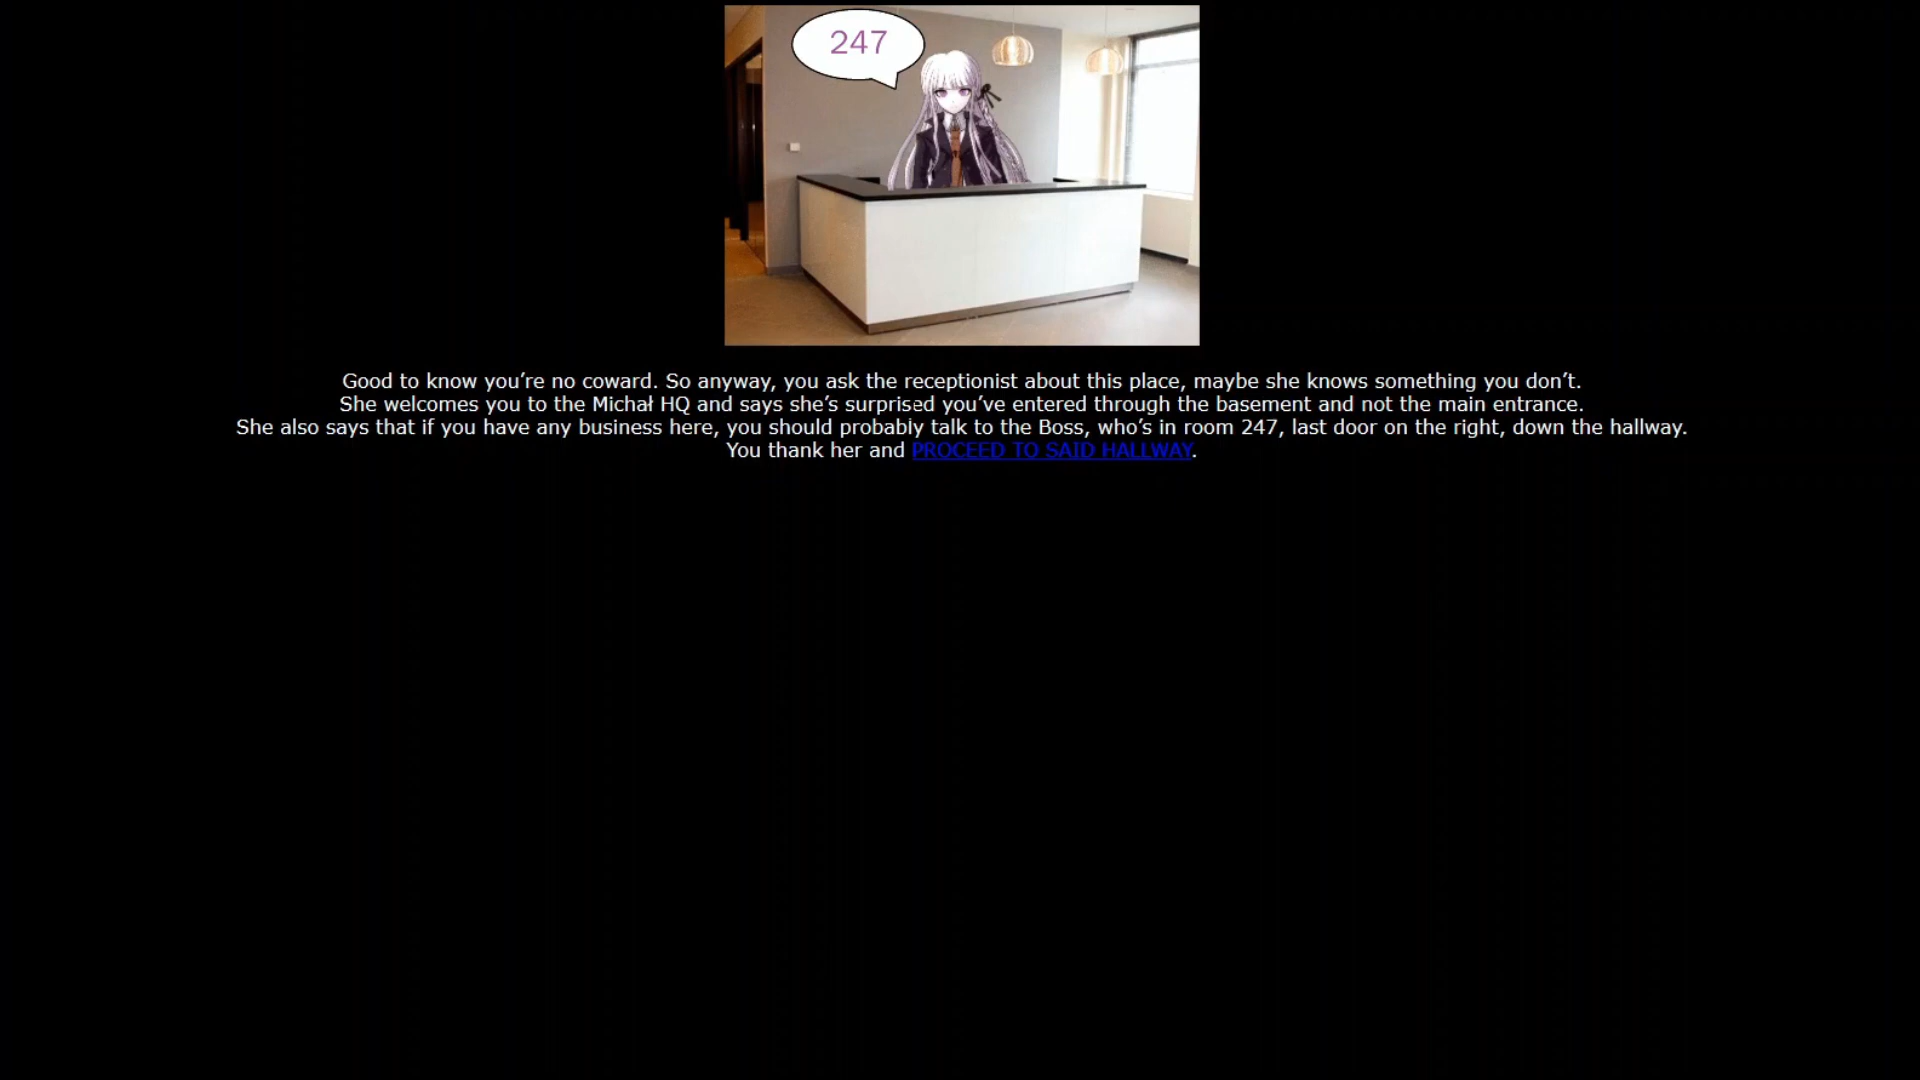 247
Good to know you’re no coward. So anyway, you ask the receptionist about this place, maybe she knows something you don’t.
She welcomes you to the Michał HQ and says she’s surprised you’ve entered through the basement and not the main entrance.
She also says that if you have any business here, you should probably talk to the Boss, who’s in room 247, last door on the right, down the hallway.
You thank her and PROCEED TO SAID HALLWAY.